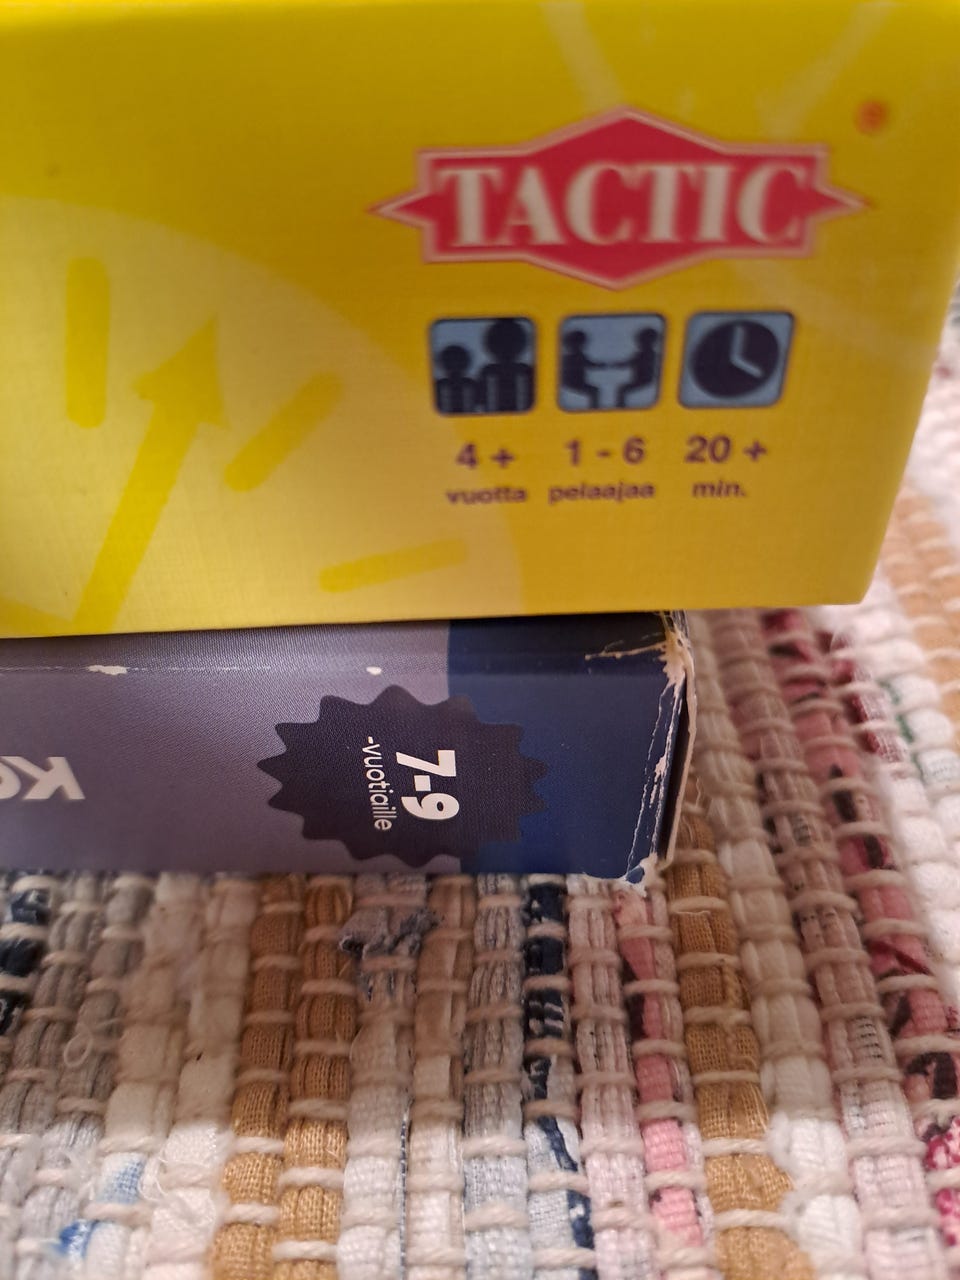 TACTIC
4+ 1-6 20+
vuotta pelaajaa min.
7-9
-vuotiaille